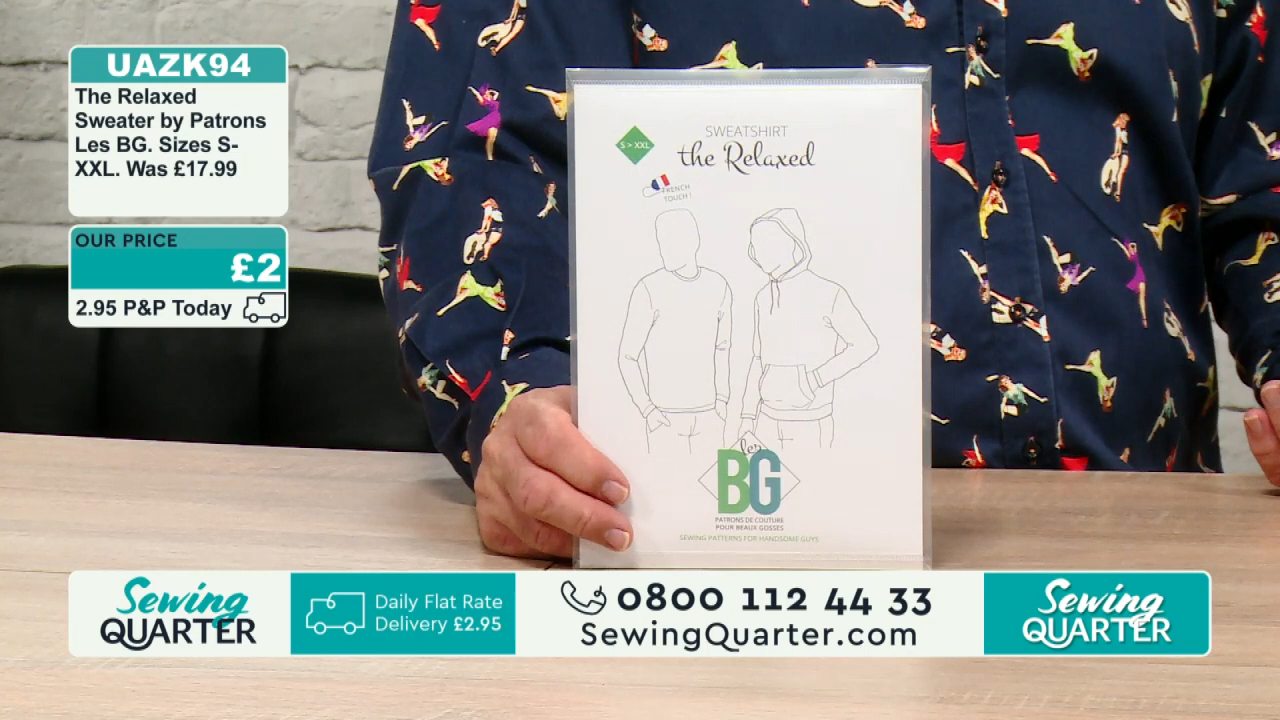 UAZK94
The Relaxed
Sweater by Patrons
Les BG. Sizes S-
XXL. Was £17.99
OUR PRICE
£2
2.95 P&P Today
S > XXL
SWEATSHIRT
the Relaxed
FRENCH
TOUCH !
les
BG
PATRONS DE COUTURE
POUR BEAUX GOSSES
SEWING PATTERNS FOR HANDSOME GUYS
Sewing
QUARTER
Daily Flat Rate
Delivery £2.95
0800 112 44 33
SewingQuarter.com
Sewing
QUARTER